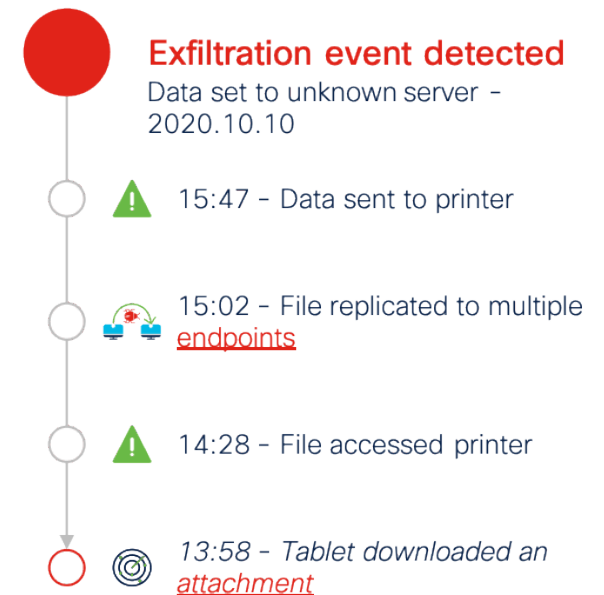 Exfiltration event detected
Data set to unknown server –
2020.10.10
15:47 – Data sent to printer
15:02 – File replicated to multiple
endpoints
14:28 – File accessed printer
13:58 – Tablet downloaded an
attachment